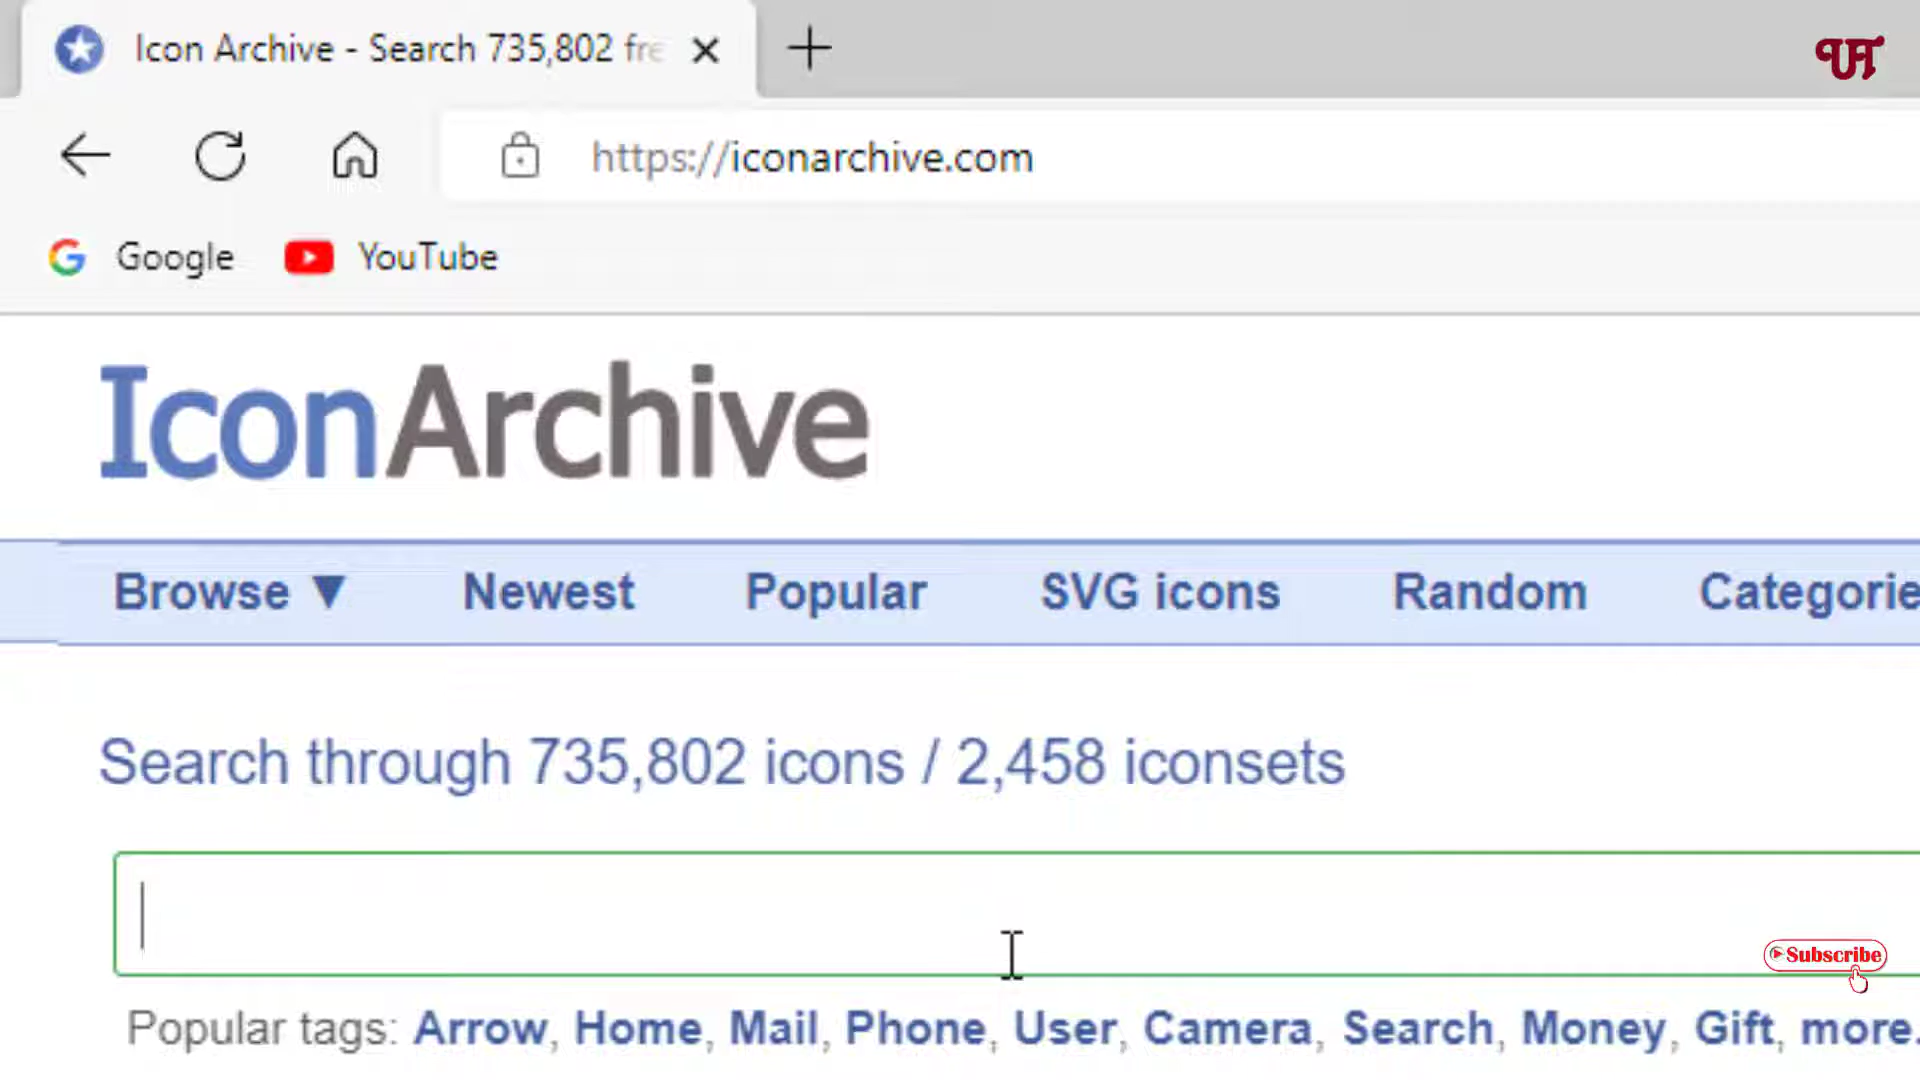 Icon Archive - Search 735,802 fre
UT
https://iconarchive.com
Google YouTube
IconArchive
Browse ▼ Newest Popular SVG icons Random Categorie
Search through 735,802 icons / 2,458 iconsets
Subscribe
Popular tags: Arrow, Home, Mail, Phone, User, Camera, Search, Money, Gift, more.